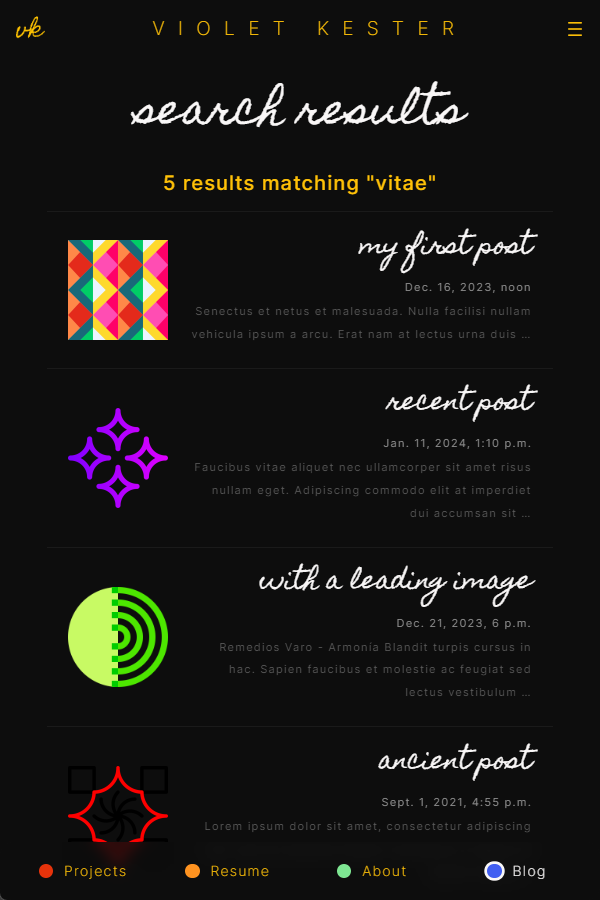 vk
VIOLET KESTER
search results
5 results matching "vitae"
my first post
Dec. 16, 2023, noon
Senectus et netus et malesuada. Nulla facilisi nullam
vehicula ipsum a arcu. Erat nam at lectus urna duis …
recent post
Jan. 11, 2024, 1:10 p.m.
Faucibus vitae aliquet nec ullamcorper sit amet risus
nullam eget. Adipiscing commodo elit at imperdiet
dui accumsan sit …
with a leading image
Dec. 21, 2023, 6 p.m.
Remedios Varo - Armonía Blandit turpis cursus in
hac. Sapien faucibus et molestie ac feugiat sed
lectus vestibulum …
ancient post
Sept. 1, 2021, 4:55 p.m.
Lorem ipsum dolor sit amet, consectetur adipiscing
Projects Resume About Blog